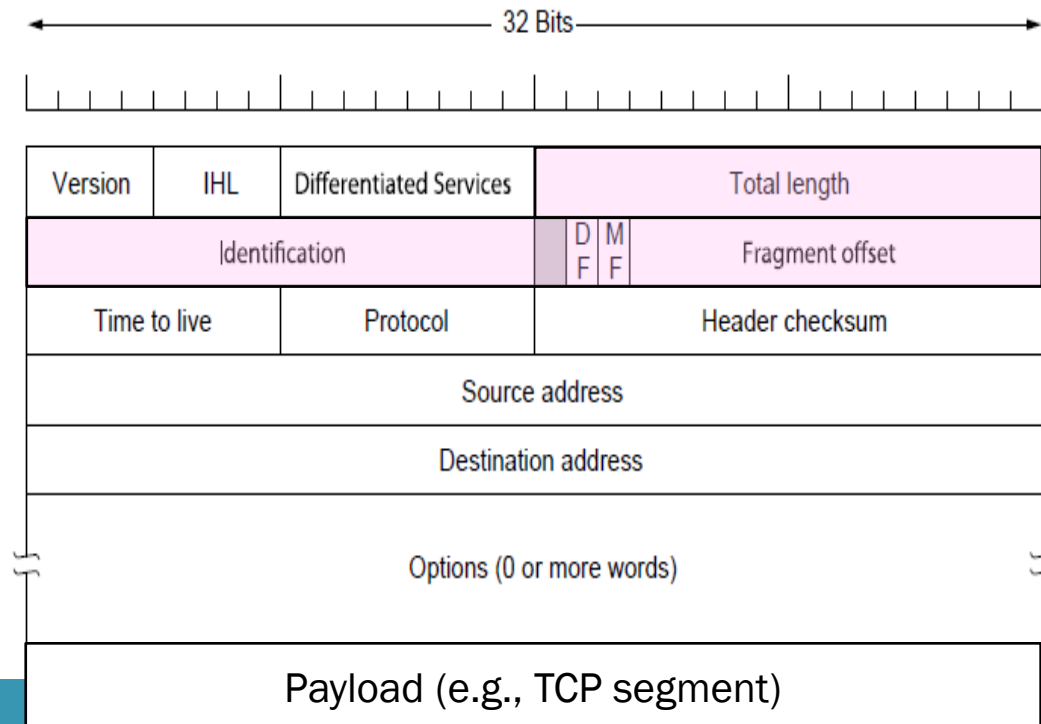 32 Bits
Version IHL Differentiated Services Total length
Identification D F M F Fragment offset
Time to live Protocol Header checksum
Source address
Destination address
Options (0 or more words)
Payload (e.g., TCP segment)